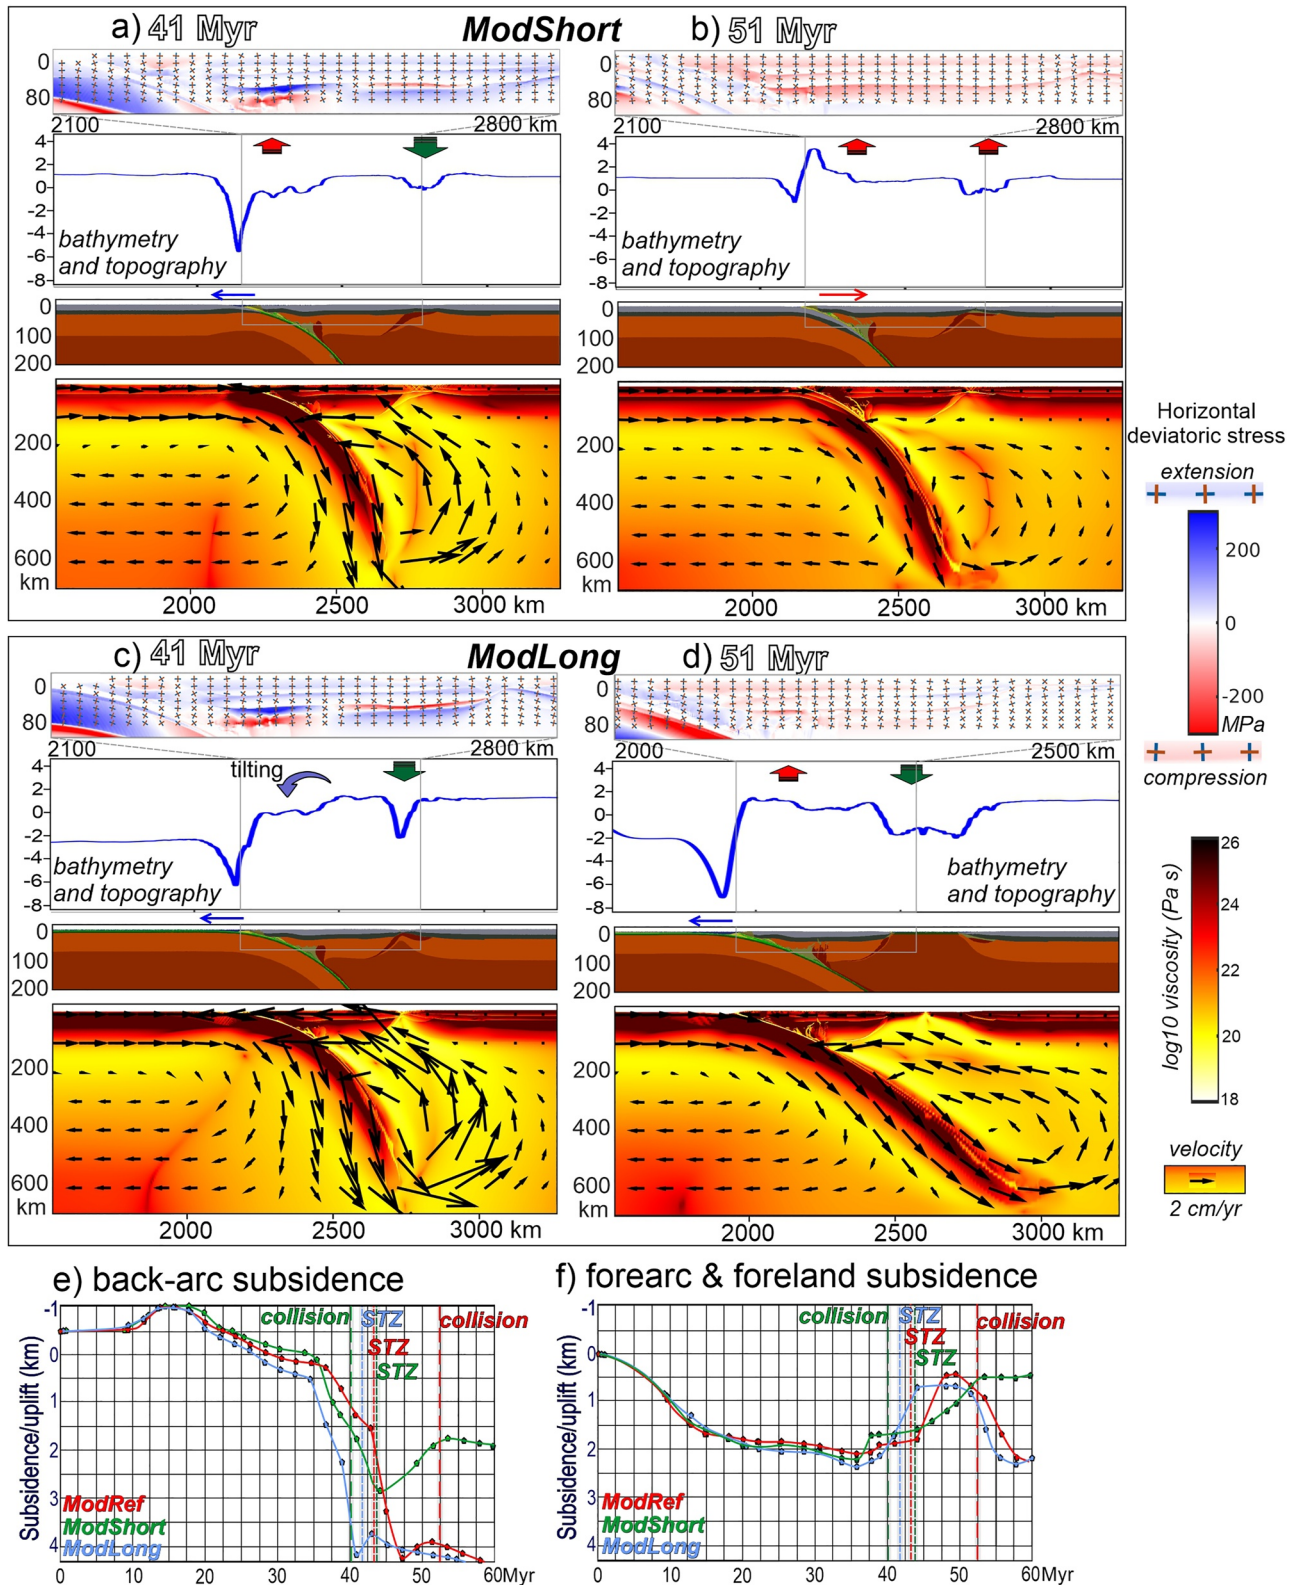 a) 41 Myr
ModShort
b) 51 Myr
0
80
2100
2800 km
0
80
2100
2800 km
4
2
0
-2
-4
-6
-8
bathymetry
and topography
4
2
0
-2
-4
-6
-8
bathymetry
and topography
0
100
200
0
100
200
200
400
600
km
2000
2500
3000 km
200
400
600
km
2000
2500
3000 km
Horizontal
deviatoric stress
extension
200
0
-200
MPa
compression
c) 41 Myr
ModLong
d) 51 Myr
0
80
2100
2800 km
0
80
2000
2500 km
4
2
0
-2
-4
-6
-8
tilting
bathymetry
and topography
4
2
0
-2
-4
-6
-8
bathymetry
and topography
0
100
200
0
100
200
200
400
600
km
2000
2500
3000 km
200
400
600
km
2000
2500
3000 km
log10 viscosity (Pa s)
26
24
22
20
18
velocity
2 cm/yr
e) back-arc subsidence
Subsidence/uplift (km)
-1
0
1
2
3
4
collision
STZ
STZ
STZ
collision
ModRef
ModShort
ModLong
0 10 20 30 40 50 60Myr
f) forearc & foreland subsidence
Subsidence/uplift (km)
-1
0
1
2
3
4
collision
STZ
STZ
STZ
collision
ModRef
ModShort
ModLong
0 10 20 30 40 50 60Myr